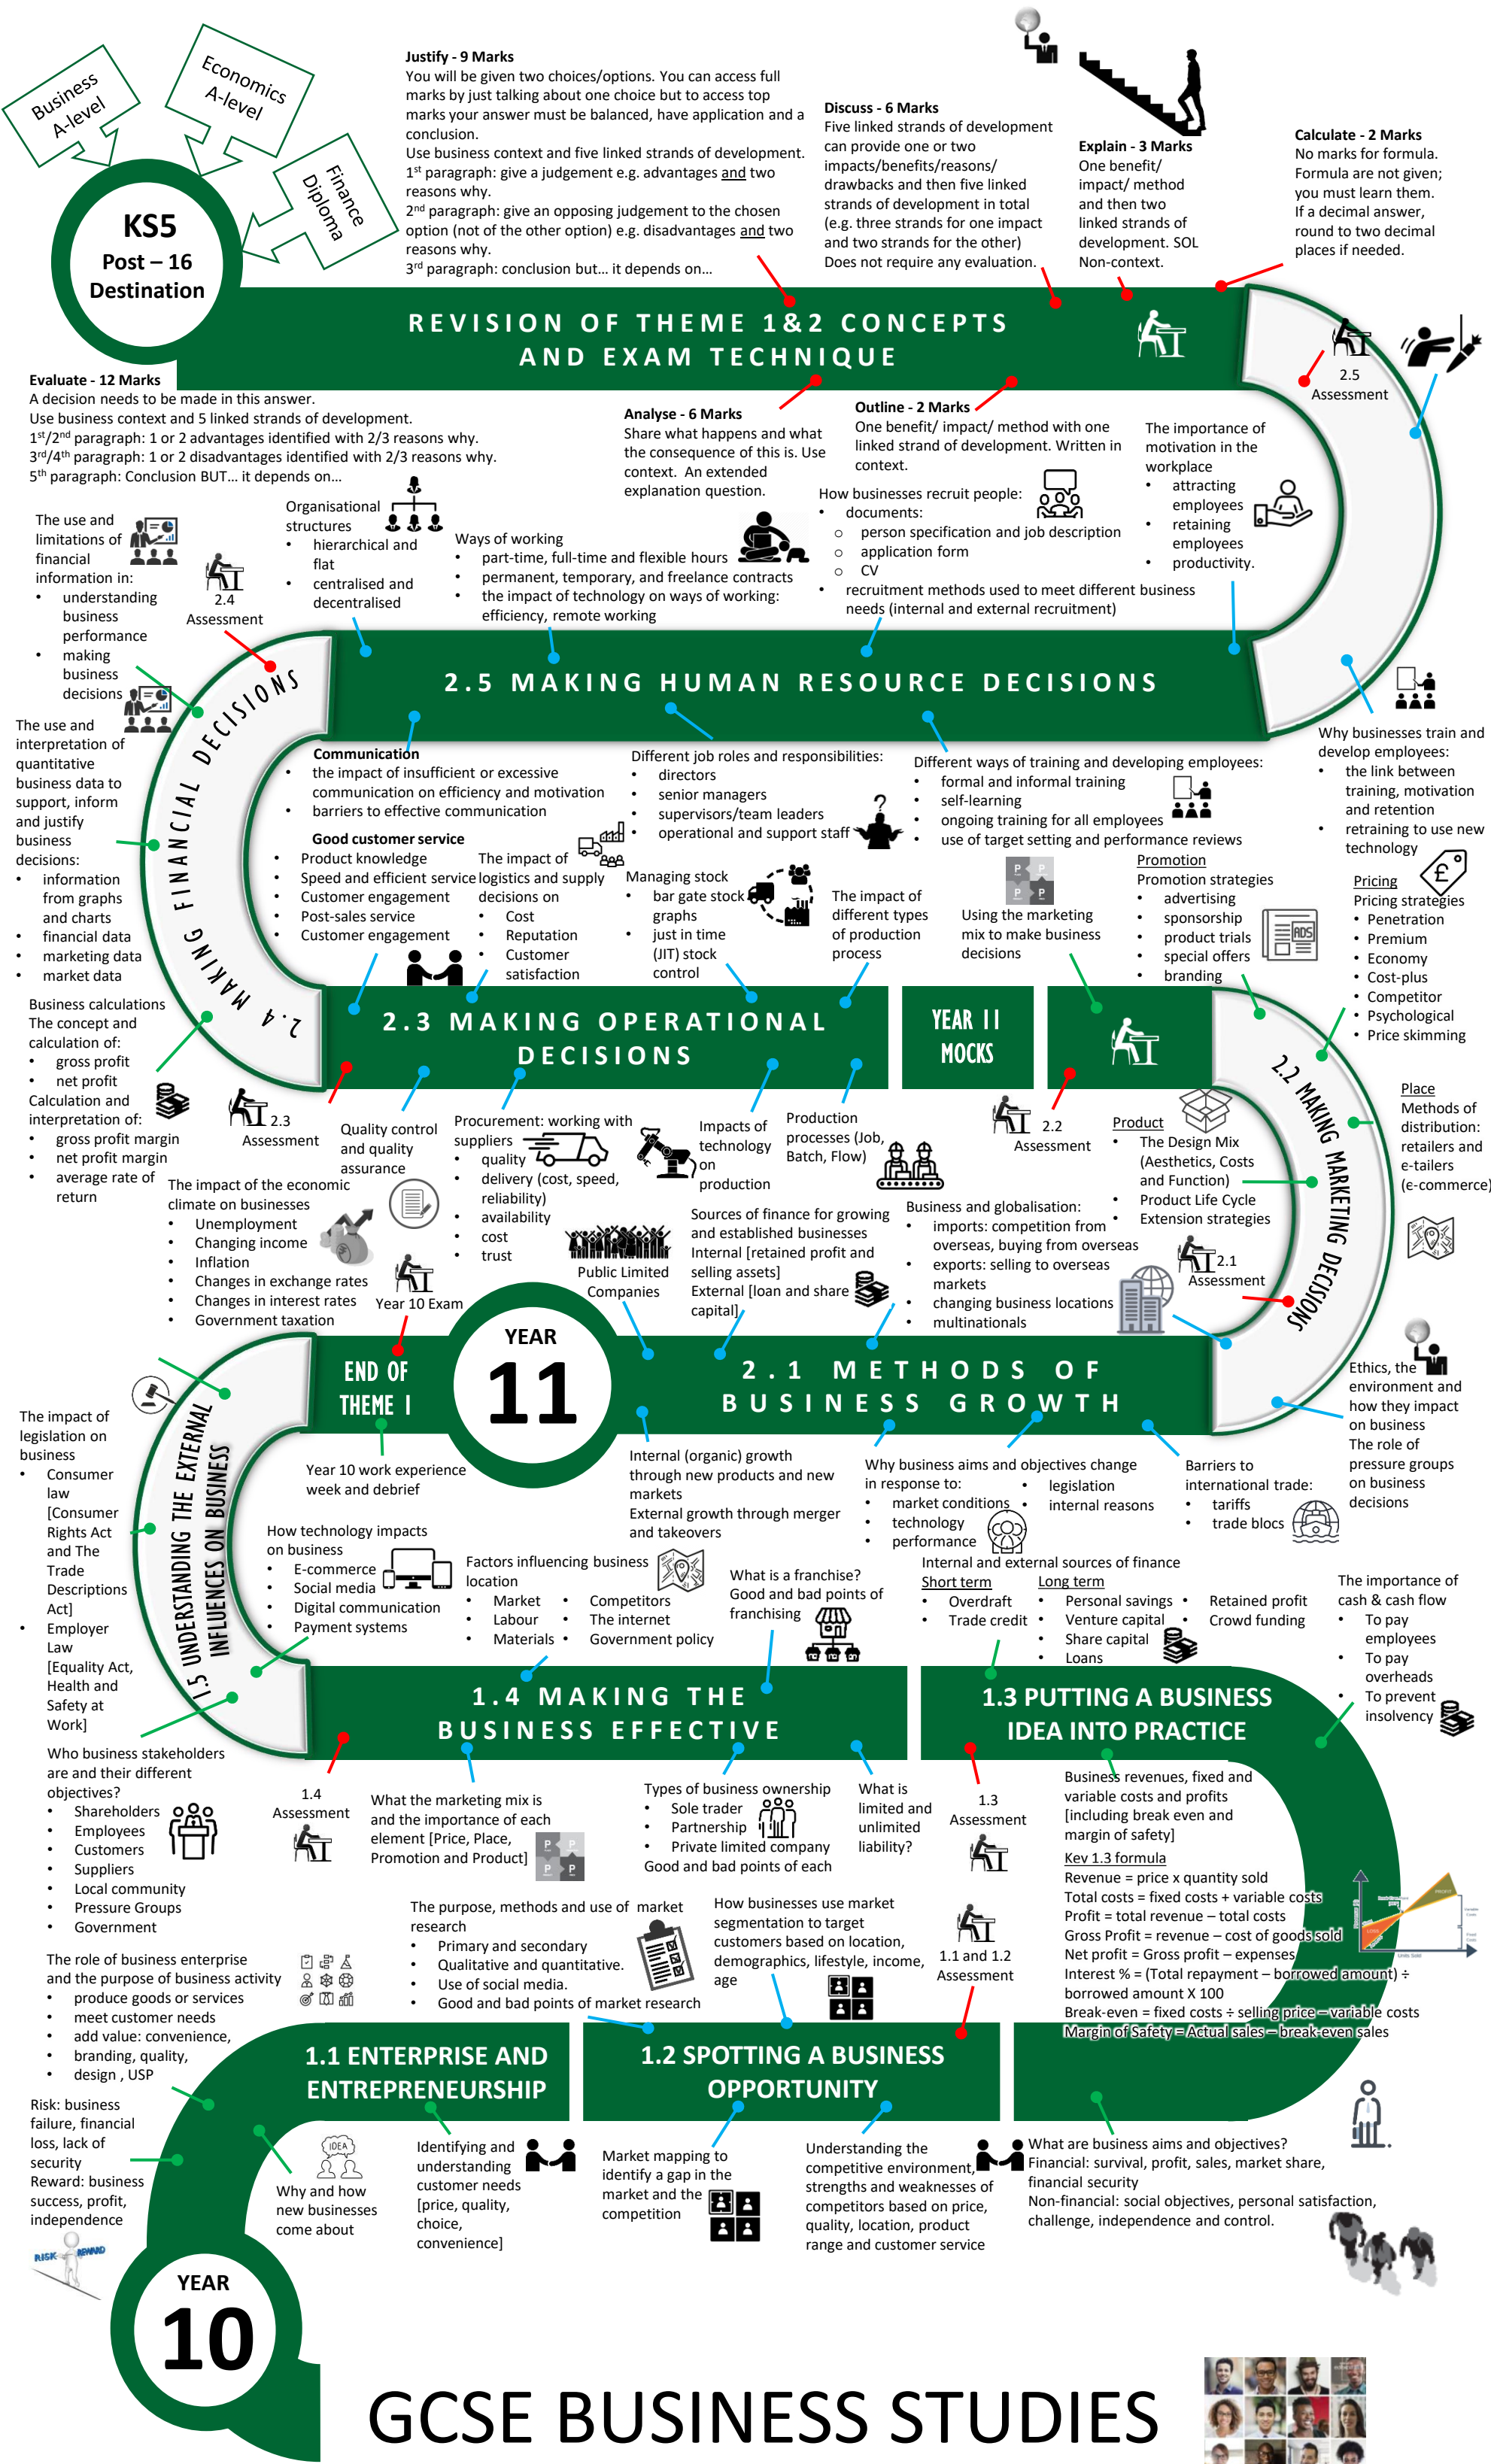 Business
A-level
Economics
A-level
Finance
Diploma
KS5
Post – 16
Destination
Justify - 9 Marks
You will be given two choices/options. You can access full
marks by just talking about one choice but to access top
marks your answer must be balanced, have application and a
conclusion.
Use business context and five linked strands of development.
1st paragraph: give a judgement e.g. advantages and two
reasons why.
2nd paragraph: give an opposing judgement to the chosen
option (not of the other option) e.g. disadvantages and two
reasons why.
3rd paragraph: conclusion but... it depends on...
Discuss - 6 Marks
Five linked strands of development
can provide one or two
impacts/benefits/reasons/
drawbacks and then five linked
strands of development in total
(e.g. three strands for one impact
and two strands for the other)
Does not require any evaluation.
Explain - 3 Marks
One benefit/
impact/ method
and then two
linked strands of
development. SOL
Non-context.
Calculate - 2 Marks
No marks for formula.
Formula are not given;
you must learn them.
If a decimal answer,
round to two decimal
places if needed.
REVISION OF THEME 1&2 CONCEPTS
AND EXAM TECHNIQUE
2.5
Assessment
Evaluate - 12 Marks
A decision needs to be made in this answer.
Use business context and 5 linked strands of development.
1st/2nd paragraph: 1 or 2 advantages identified with 2/3 reasons why.
3rd/4th paragraph: 1 or 2 disadvantages identified with 2/3 reasons why.
5th paragraph: Conclusion BUT... it depends on...
Analyse - 6 Marks
Share what happens and what
the consequence of this is. Use
context. An extended
explanation question.
Outline - 2 Marks
One benefit/ impact/ method with one
linked strand of development. Written in
context.
The importance of
motivation in the
workplace
• attracting
employees
• retaining
employees
• productivity.
The use and
limitations of
financial
information in:
• understanding
business
performance
• making
business
decisions
2.4
Assessment
Organisational
structures
• hierarchical and
flat
• centralised and
decentralised
Ways of working
• part-time, full-time and flexible hours
• permanent, temporary, and freelance contracts
• the impact of technology on ways of working:
efficiency, remote working
How businesses recruit people:
• documents:
o person specification and job description
o application form
o CV
• recruitment methods used to meet different business
needs (internal and external recruitment)
2.5 MAKING HUMAN RESOURCE DECISIONS
2.4 MAKING FINANCIAL DECISIONS
The use and
interpretation of
quantitative
business data to
support, inform
and justify
business
decisions:
• information
from graphs
and charts
• financial data
• marketing data
• market data
Communication
• the impact of insufficient or excessive
communication on efficiency and motivation
• barriers to effective communication
Good customer service
• Product knowledge
• Speed and efficient service
• Customer engagement
• Post-sales service
• Customer engagement
The impact of
logistics and supply
decisions on
• Cost
• Reputation
• Customer
satisfaction
Different job roles and responsibilities:
• directors
• senior managers
• supervisors/team leaders
• operational and support staff
?
Managing stock
• bar gate stock
graphs
• just in time
(JIT) stock
control
The impact of
different types
of production
process
Different ways of training and developing employees:
• formal and informal training
• self-learning
• ongoing training for all employees
• use of target setting and performance reviews
P P
P P
Using the marketing
mix to make business
decisions
Promotion
Promotion strategies
• advertising
• sponsorship
• product trials
• special offers
• branding
ADS
Why businesses train and
develop employees:
• the link between
training, motivation
and retention
• retraining to use new
technology
£
Pricing
Pricing strategies
• Penetration
• Premium
• Economy
• Cost-plus
• Competitor
• Psychological
• Price skimming
Business calculations
The concept and
calculation of:
• gross profit
• net profit
Calculation and
interpretation of:
• gross profit margin
• net profit margin
• average rate of
return
2.3 MAKING OPERATIONAL
DECISIONS
YEAR 11
MOCKS
2.2 MAKING MARKETING DECISIONS
Place
Methods of
distribution:
retailers and
e-tailers
(e-commerce)
2.3
Assessment
Quality control
and quality
assurance
Procurement: working with
suppliers
• quality
• delivery (cost, speed,
reliability)
• availability
• cost
• trust
Impacts of
technology
on
production
Production
processes (Job,
Batch, Flow)
2.2
Assessment
Product
• The Design Mix
(Aesthetics, Costs
and Function)
• Product Life Cycle
• Extension strategies
The impact of the economic
climate on businesses
• Unemployment
• Changing income
• Inflation
• Changes in exchange rates
• Changes in interest rates
• Government taxation
Year 10 Exam
Public Limited
Companies
Sources of finance for growing
and established businesses
Internal [retained profit and
selling assets]
External [loan and share
capital]
Business and globalisation:
• imports: competition from
overseas, buying from overseas
• exports: selling to overseas
markets
• changing business locations
• multinationals
2.1
Assessment
END OF
THEME 1
YEAR
11
2.1 METHODS OF
BUSINESS GROWTH
Ethics, the
environment and
how they impact
on business
The role of
pressure groups
on business
decisions
1.5 UNDERSTANDING THE EXTERNAL
INFLUENCES ON BUSINESS
The impact of
legislation on
business
• Consumer
law
[Consumer
Rights Act
and The
Trade
Descriptions
Act]
• Employer
Law
[Equality Act,
Health and
Safety at
Work]
Year 10 work experience
week and debrief
Internal (organic) growth
through new products and new
markets
External growth through merger
and takeovers
Why business aims and objectives change
in response to:
• market conditions
• technology
• performance
• legislation
• internal reasons
Barriers to
international trade:
• tariffs
• trade blocs
How technology impacts
on business
• E-commerce
• Social media
• Digital communication
• Payment systems
Factors influencing business
location
• Market
• Labour
• Materials
• Competitors
• The internet
• Government policy
What is a franchise?
Good and bad points of
franchising
Internal and external sources of finance
Short term
• Overdraft
• Trade credit
Long term
• Personal savings
• Venture capital
• Share capital
• Loans
• Retained profit
• Crowd funding
The importance of
cash & cash flow
• To pay
employees
• To pay
overheads
• To prevent
insolvency
1.4 MAKING THE
BUSINESS EFFECTIVE
1.3 PUTTING A BUSINESS
IDEA INTO PRACTICE
Who business stakeholders
are and their different
objectives?
• Shareholders
• Employees
• Customers
• Suppliers
• Local community
• Pressure Groups
• Government
1.4
Assessment
What the marketing mix is
and the importance of each
element [Price, Place,
Promotion and Product]
P P
P P
Types of business ownership
• Sole trader
• Partnership
• Private limited company
Good and bad points of each
What is
limited and
unlimited
liability?
1.3
Assessment
Business revenues, fixed and
variable costs and profits
[including break even and
margin of safety]
Key 1.3 formula
Revenue = price x quantity sold
Total costs = fixed costs + variable costs
Profit = total revenue – total costs
Gross Profit = revenue – cost of goods sold
Net profit = Gross profit – expenses
Interest % = (Total repayment – borrowed amount) ÷
borrowed amount X 100
Break-even = fixed costs ÷ selling price – variable costs
Margin of Safety = Actual sales – break-even sales
PROFIT
Units Sold
The role of business enterprise
and the purpose of business activity
• produce goods or services
• meet customer needs
• add value: convenience,
• branding, quality,
• design , USP
The purpose, methods and use of market
research
• Primary and secondary
• Qualitative and quantitative.
• Use of social media.
• Good and bad points of market research
How businesses use market
segmentation to target
customers based on location,
demographics, lifestyle, income,
age
1.1 and 1.2
Assessment
1.1 ENTERPRISE AND
ENTREPRENEURSHIP
1.2 SPOTTING A BUSINESS
OPPORTUNITY
Risk: business
failure, financial
loss, lack of
security
Reward: business
success, profit,
independence
RISK REWARD
IDEA
Why and how
new businesses
come about
Identifying and
understanding
customer needs
[price, quality,
choice,
convenience]
Market mapping to
identify a gap in the
market and the
competition
Understanding the
competitive environment,
strengths and weaknesses of
competitors based on price,
quality, location, product
range and customer service
What are business aims and objectives?
Financial: survival, profit, sales, market share,
financial security
Non-financial: social objectives, personal satisfaction,
challenge, independence and control.
YEAR
10
GCSE BUSINESS STUDIES